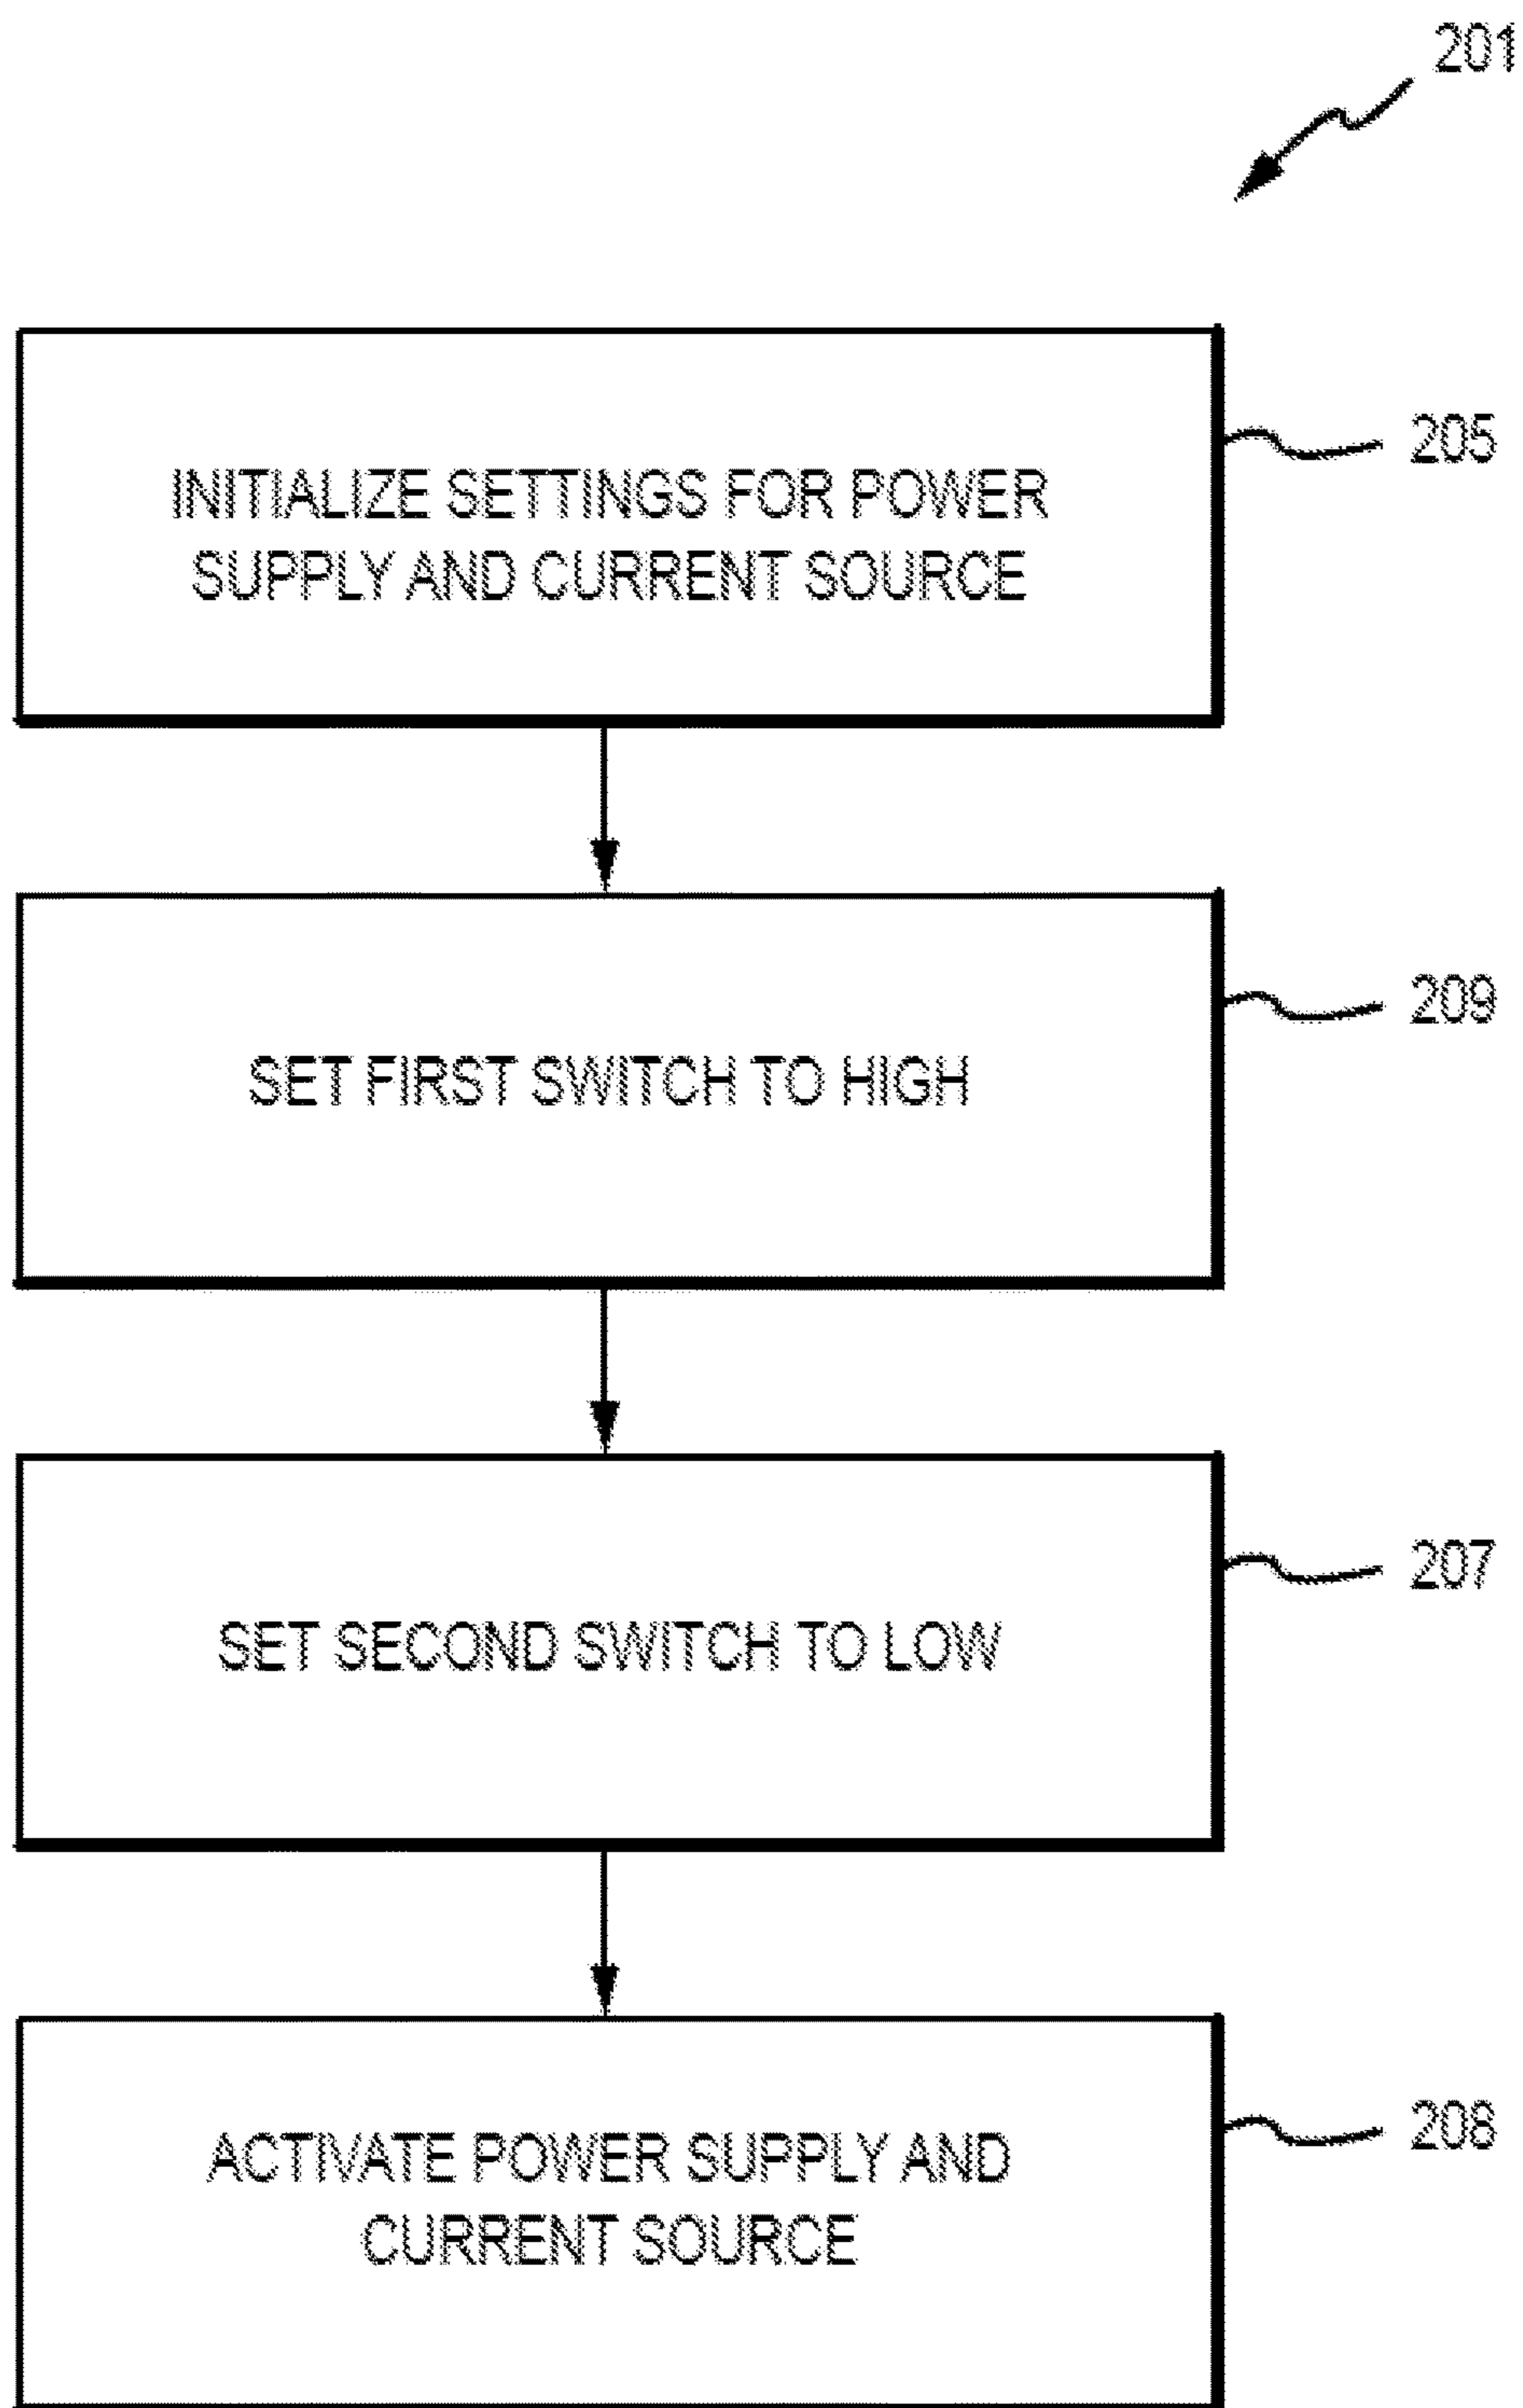 201
INITIALIZE SETTINGS FOR POWER
SUPPLY AND CURRENT SOURCE
205
SET FIRST SWITCH TO HIGH
209
SET SECOND SWITCH TO LOW
207
ACTIVATE POWER SUPPLY AND
CURRENT SOURCE
208